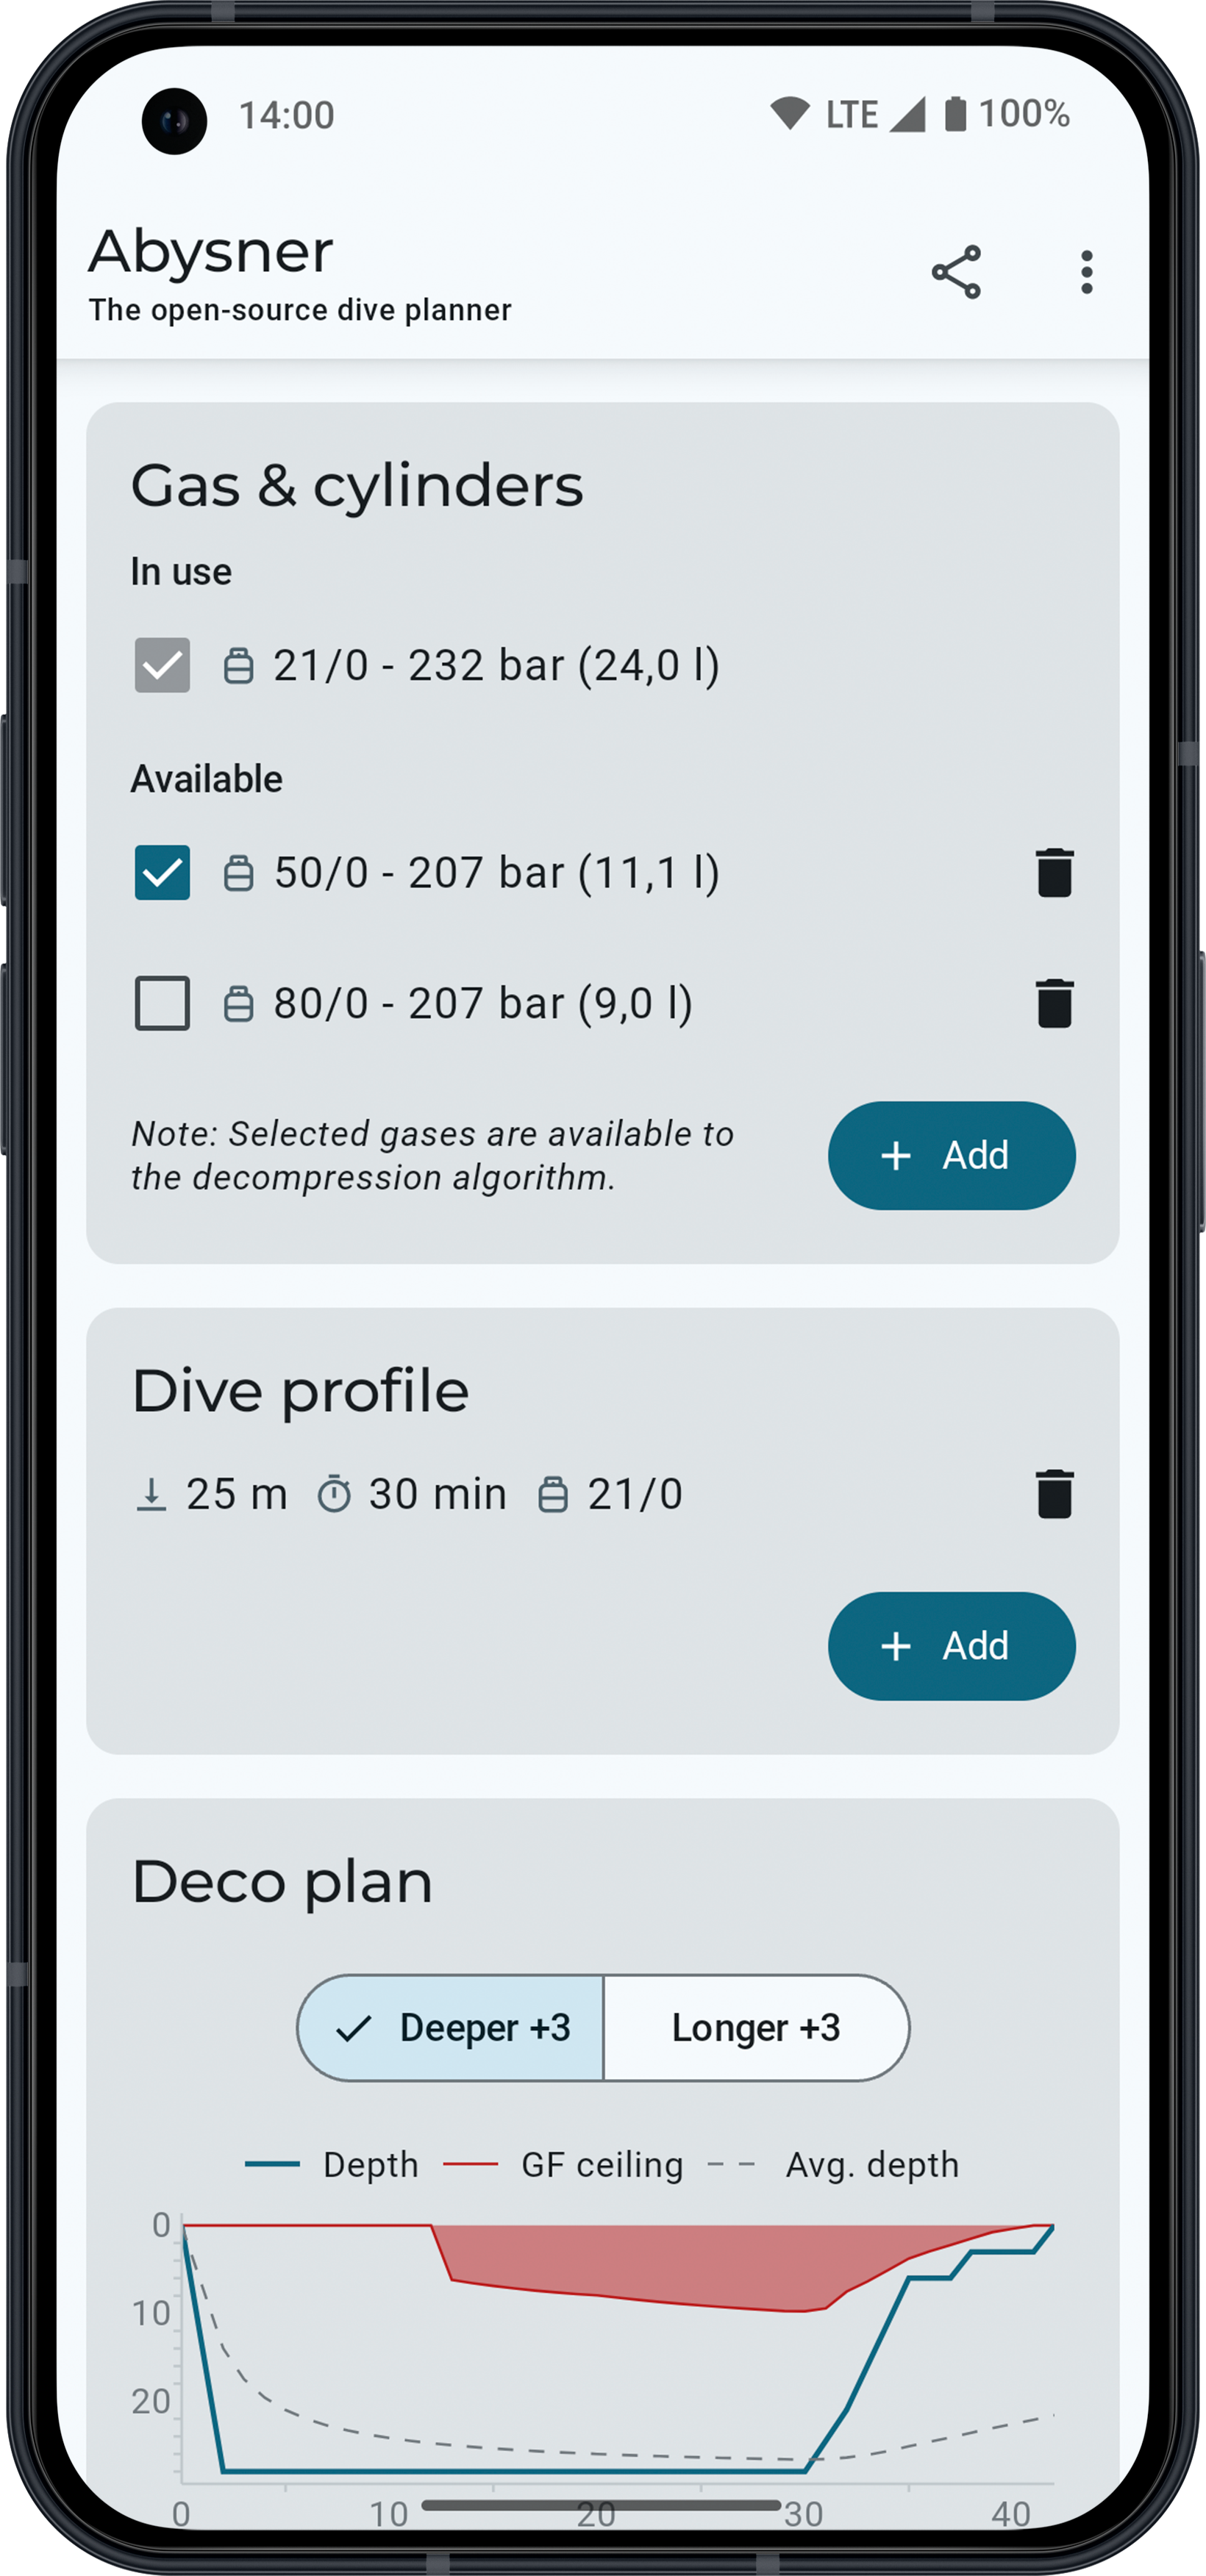 14:00
LTE 100%
Abysner
The open-source dive planner
Gas & cylinders
In use
21/0 - 232 bar (24,0 l)
Available
50/0 - 207 bar (11,1 l)
80/0 - 207 bar (9,0 l)
Note: Selected gases are available to
the decompression algorithm.
+ Add
Dive profile
25 m 30 min 21/0
+ Add
Deco plan
Deeper +3 Longer +3
Depth GF ceiling Avg. depth
0
10
20
0 10 20 30 40